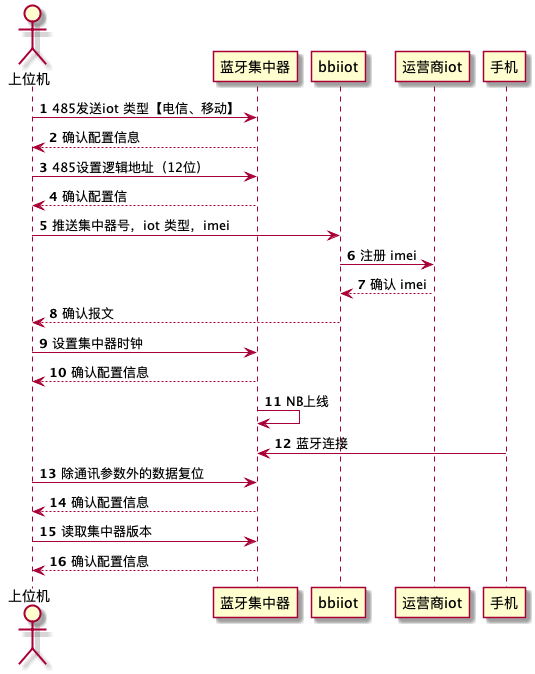 上位机
蓝牙集中器 bbiiot 运营商iot 手机
1 485发送iot 类型【电信、移动】
2 确认配置信息
3 485设置逻辑地址（12位）
4 确认配置信
5 推送集中器号，iot 类型，imei
6 注册 imei
7 确认 imei
8 确认报文
9 设置集中器时钟
10 确认配置信息
11 NB上线
12 蓝牙连接
13 除通讯参数外的数据复位
14 确认配置信息
15 读取集中器版本
16 确认配置信息
上位机
蓝牙集中器 bbiiot 运营商iot 手机